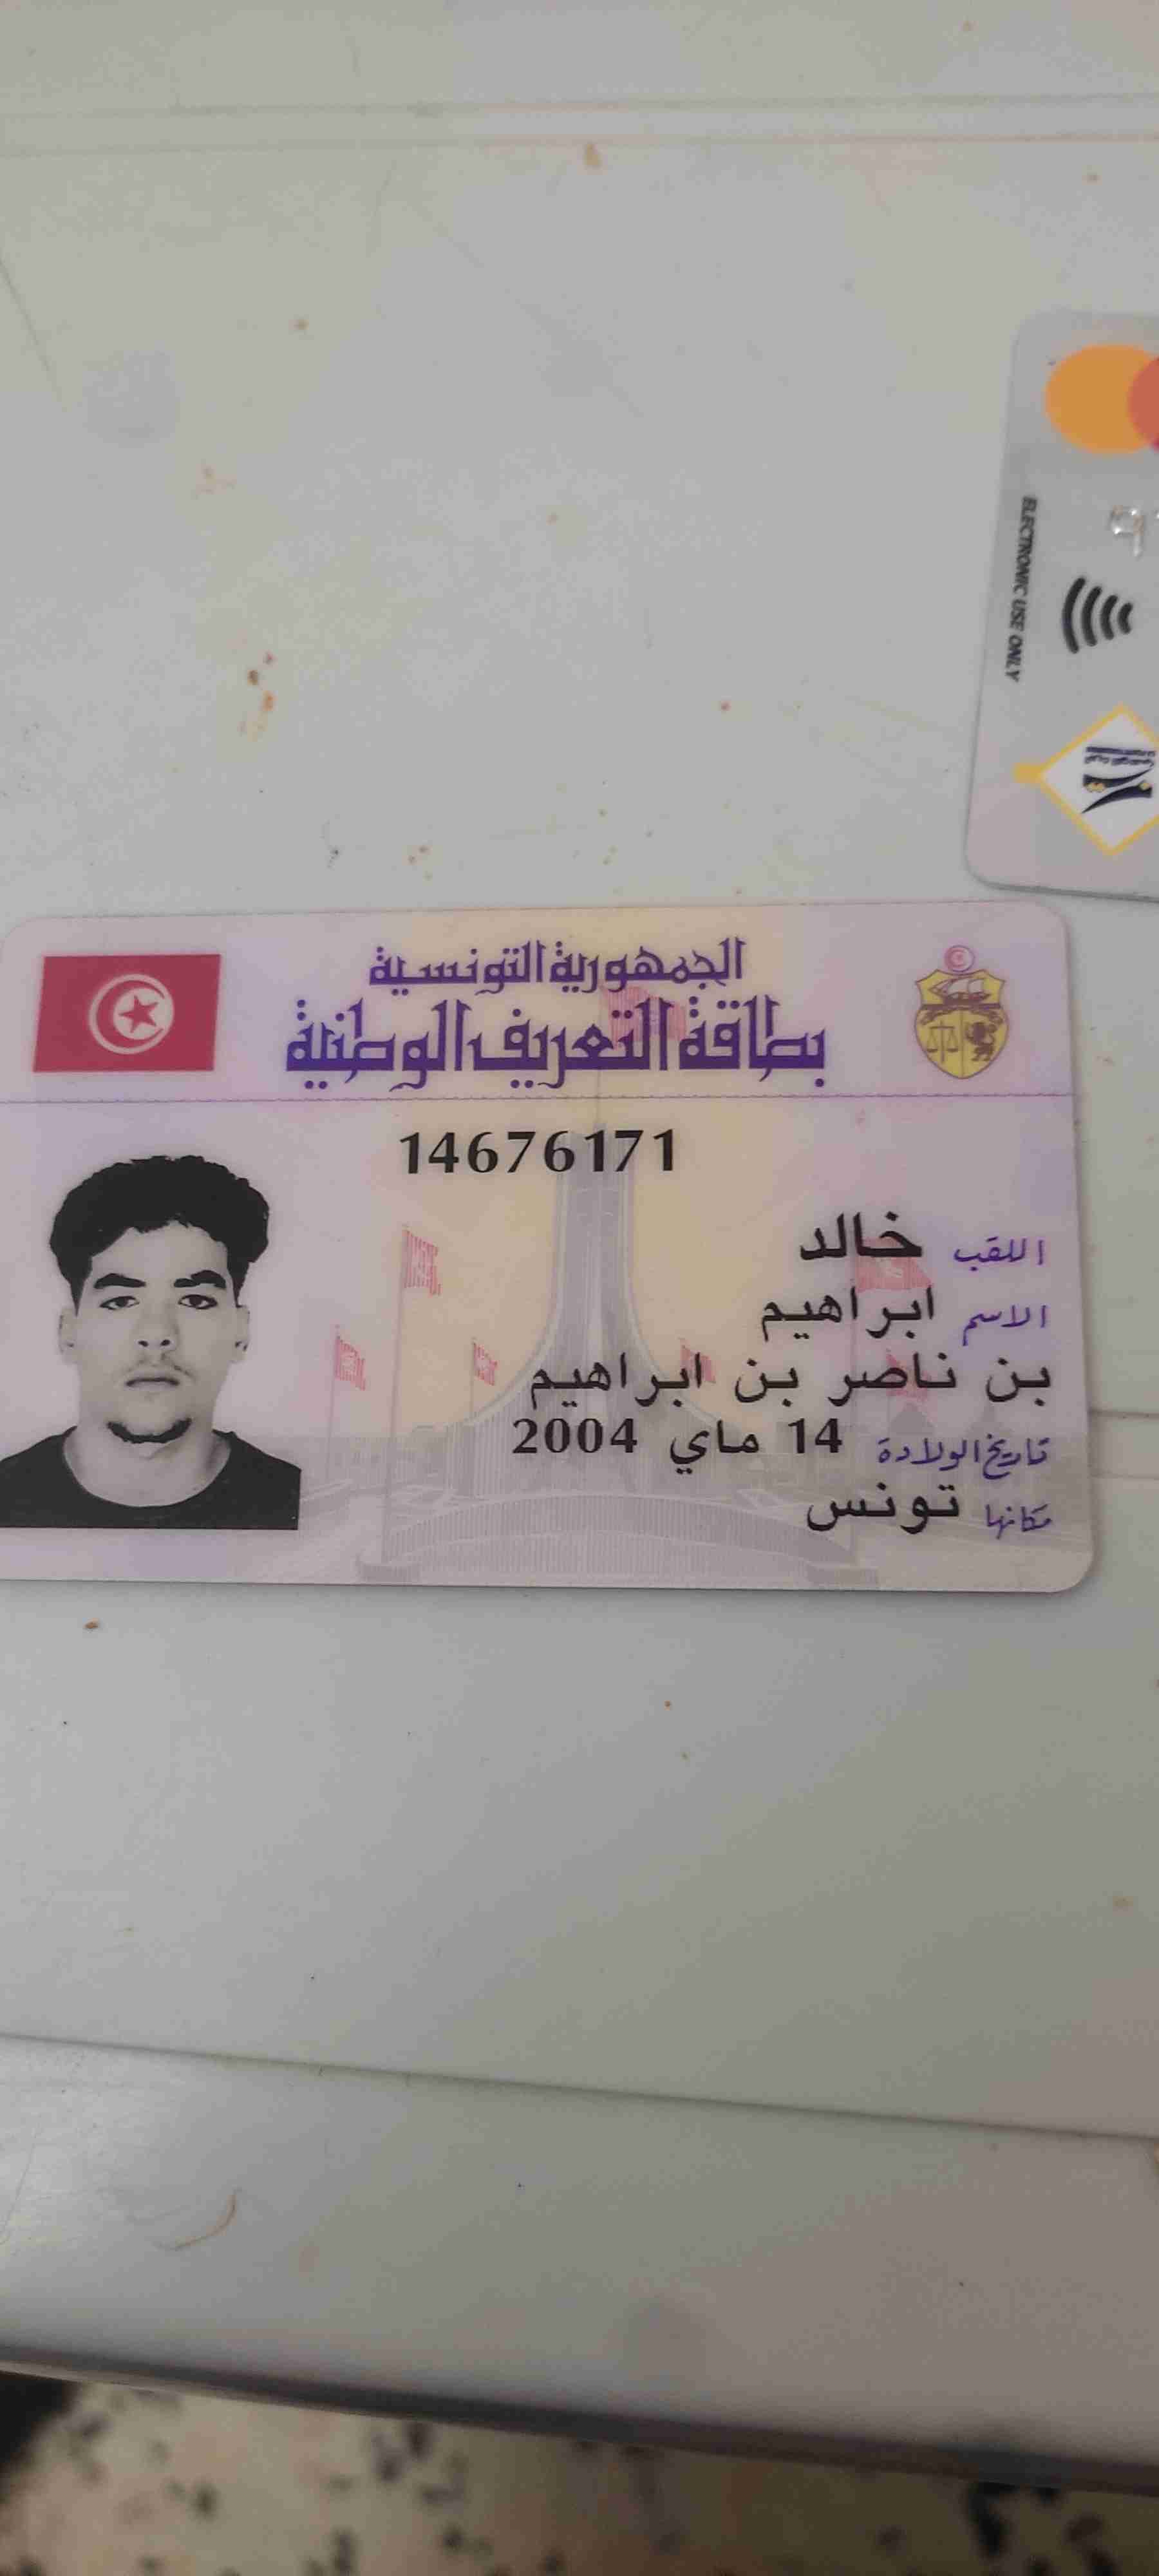 ELECTRONIC USE ONLY
الجمهورية التونسية
بطاقة التعريف الوطنية
14676171
اللقب خالد
الاسم ابراهيم
بن ناصر بن ابراهيم
تاريخ الولادة 14 ماي 2004
مكانها تونس